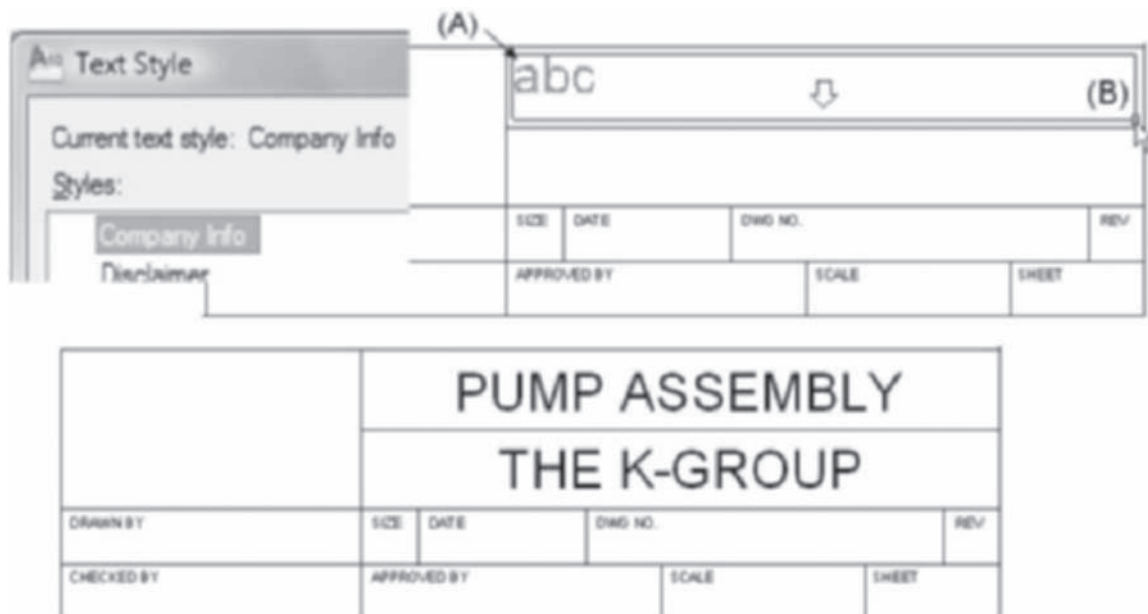 (A)
Text Style
abc
(B)
Current text style: Company Info
Styles:
Company Info
Disclaimer
SIZE DATE DWG NO. REV
APPROVED BY SCALE SHEET
PUMP ASSEMBLY
THE K-GROUP
DRAWN BY SIZE DATE DWG NO. REV
CHECKED BY APPROVED BY SCALE SHEET